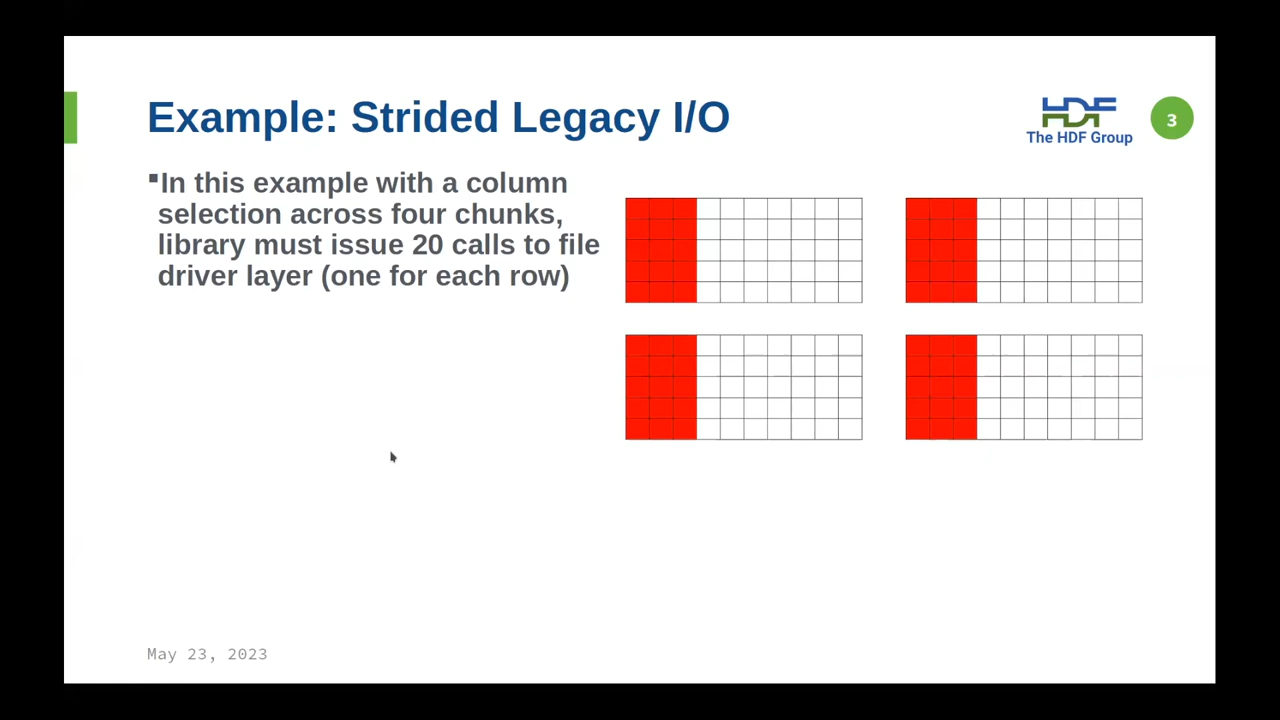 Example: Strided Legacy I/O
HDF
The HDF Group
3
▪In this example with a column
selection across four chunks,
library must issue 20 calls to file
driver layer (one for each row)
May 23, 2023